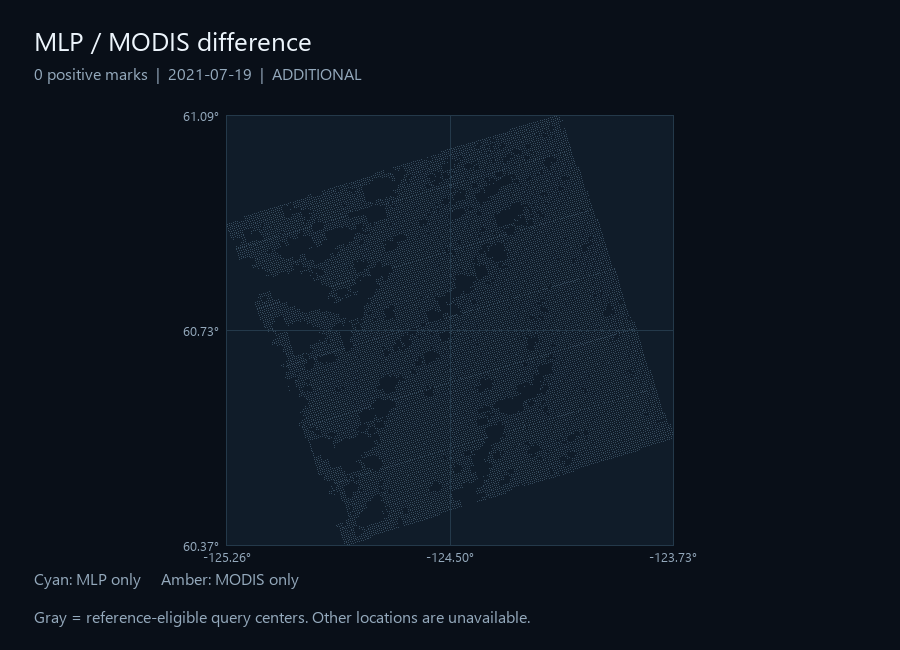 MLP / MODIS difference
0 positive marks | 2021-07-19 | ADDITIONAL
61.09°
60.73°
60.37°
-125.26°
-124.50°
-123.73°
Cyan: MLP only
Amber: MODIS only
Gray = reference-eligible query centers. Other locations are unavailable.